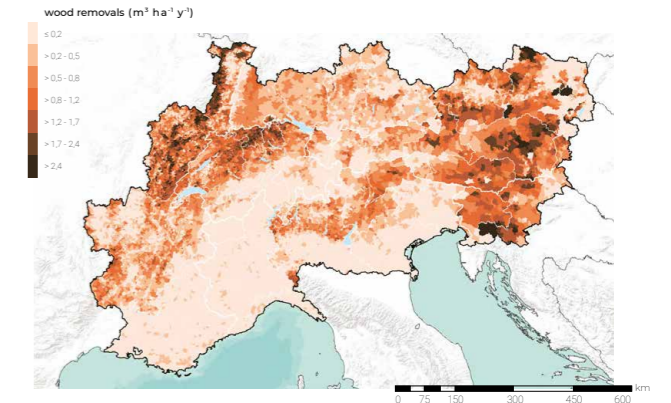 wood removals (m³ ha⁻¹ y⁻¹)
≤ 0,2
> 0,2 - 0,5
> 0,5 - 0,8
> 0,8 - 1,2
> 1,2 - 1,7
> 1,7 - 2,4
> 2,4
km
0 75 150 300 450 600